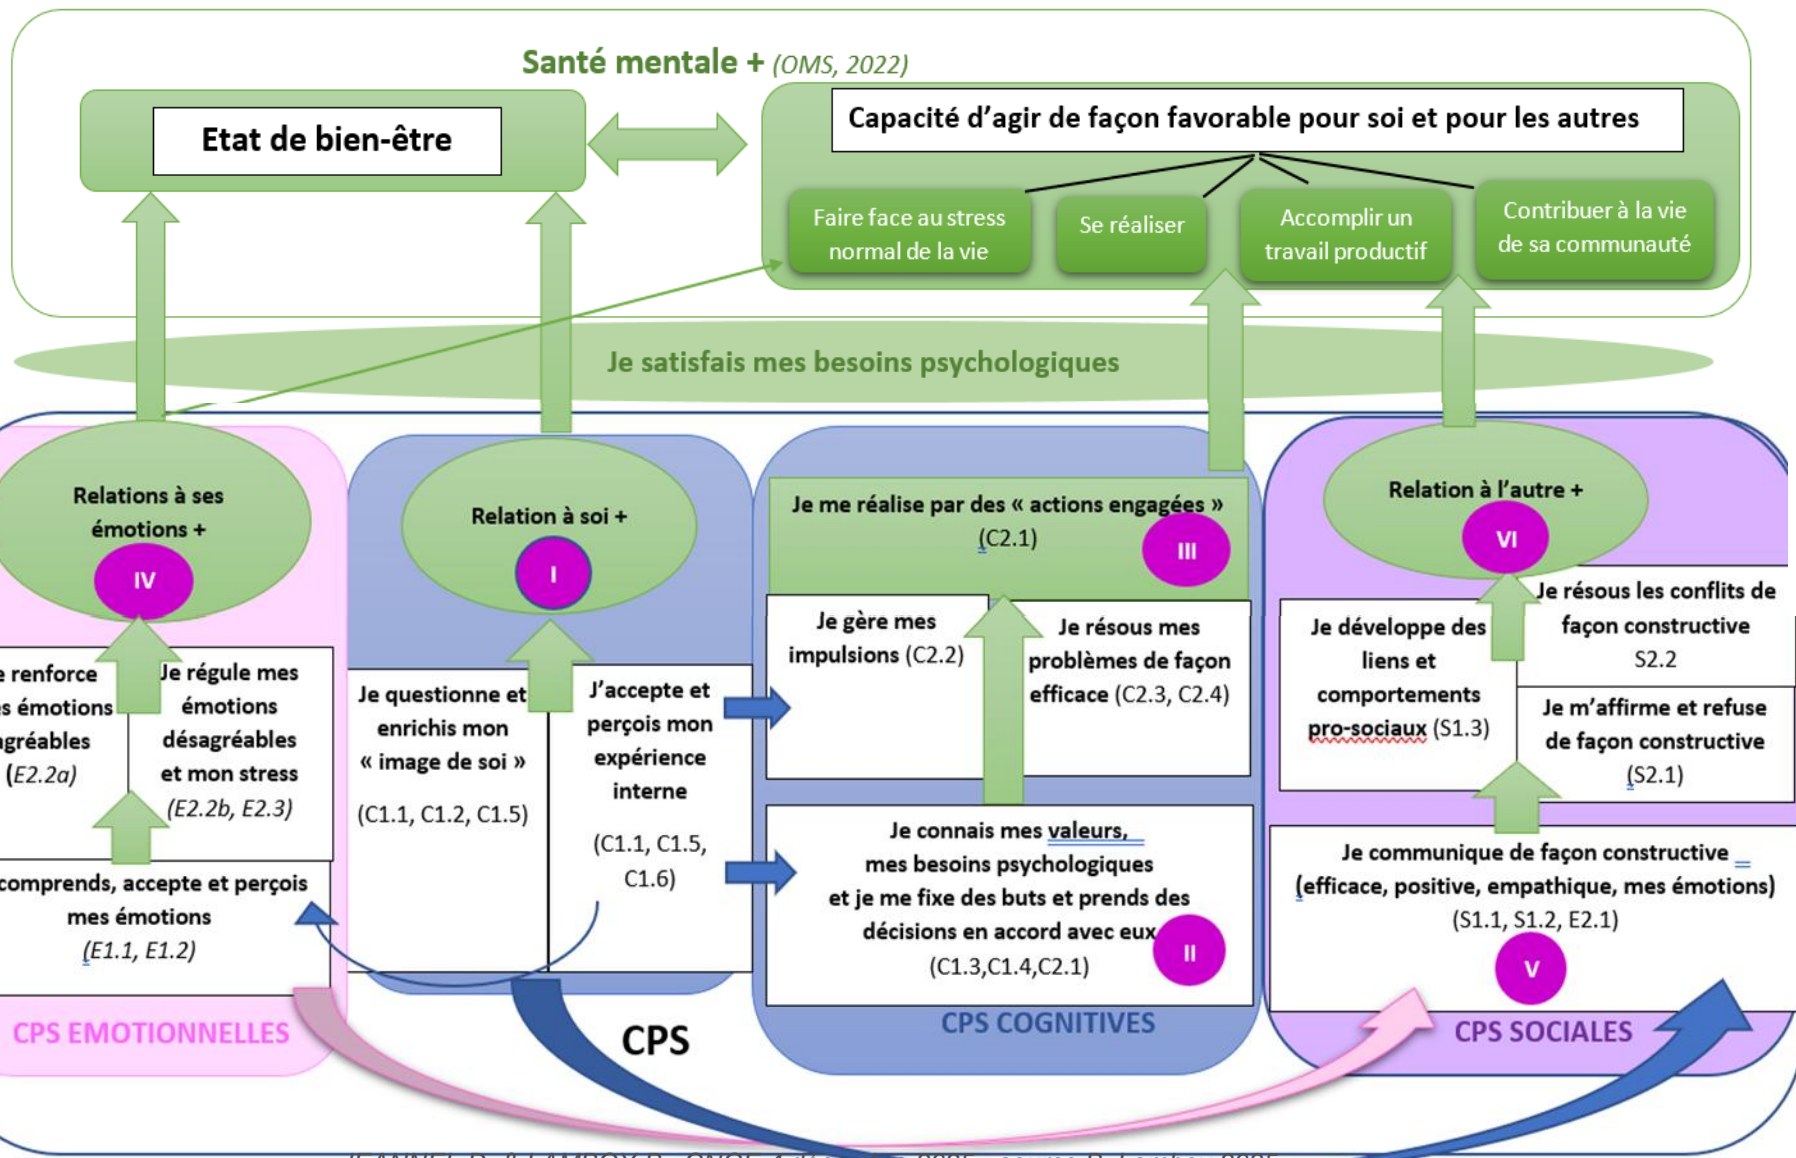 Santé mentale + (OMS, 2022)
Etat de bien-être
Capacité d'agir de façon favorable pour soi et pour les autres
Faire face au stress
normal de la vie
Se réaliser
Accomplir un
travail productif
Contribuer à la vie
de sa communauté
Je satisfais mes besoins psychologiques
Relations à ses
émotions +
IV
e renforce
s émotions
gréables
(E2.2a)
Je régule mes
émotions
désagréables
et mon stress
(E2.2b, E2.3)
comprends, accepte et perçois
mes émotions
(E1.1, E1.2)
CPS EMOTIONNELLES
Relation à soi +
I
Je questionne et
enrichis mon
« image de soi »
(C1.1, C1.2, C1.5)
J'accepte et
perçois mon
expérience
interne
(C1.1, C1.5,
C1.6)
CPS
Je me réalise par des « actions engagées »
(C2.1)
III
Je gère mes
impulsions (C2.2)
Je résous mes
problèmes de façon
efficace (C2.3, C2.4)
Je connais mes valeurs,
mes besoins psychologiques
et je me fixe des buts et prends des
décisions en accord avec eux
(C1.3,C1.4,C2.1)
II
CPS COGNITIVES
Relation à l'autre +
VI
Je développe des
liens et
comportements
pro-sociaux (S1.3)
Je résous les conflits de
façon constructive
S2.2
Je m'affirme et refuse
de façon constructive
(S2.1)
Je communique de façon constructive
(efficace, positive, empathique, mes émotions)
(S1.1, S1.2, E2.1)
V
CPS SOCIALES